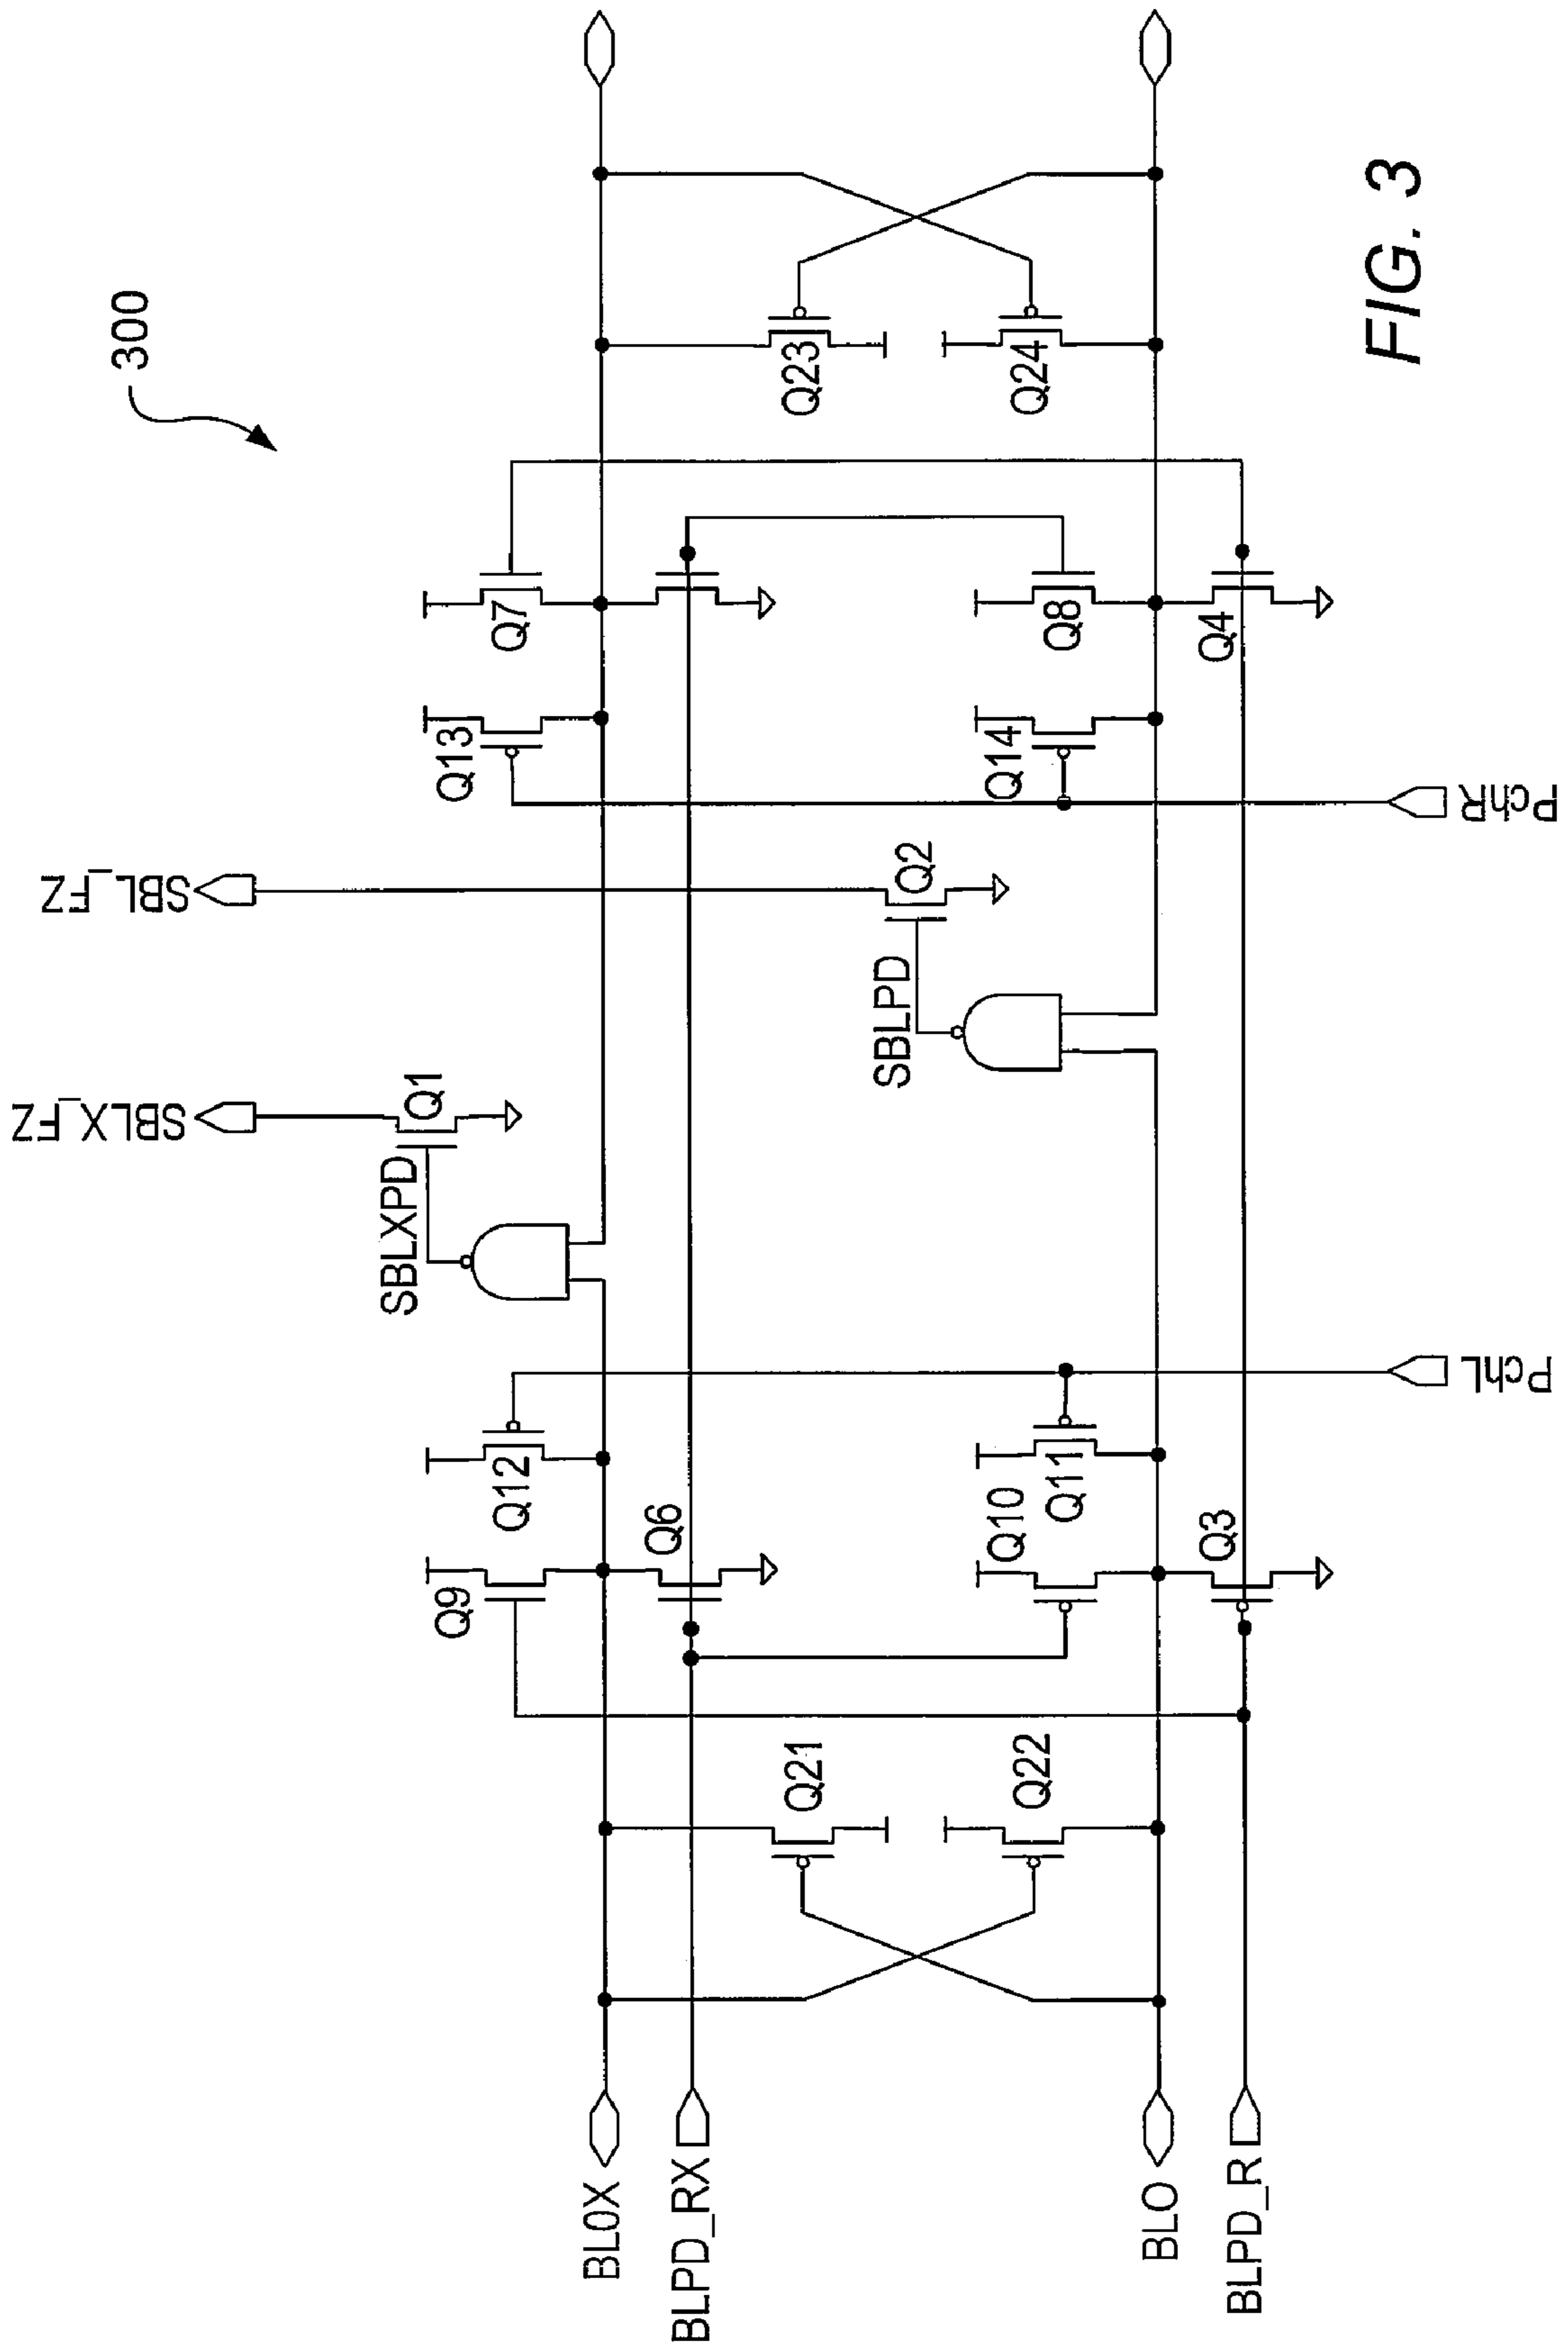 300
SBLX_FZ
SBL_FZ
SBLXPD
Q1
SBLPD
Q2
Q9
Q12
Q13
Q7
Q6
Q21
Q22
Q10
Q11
Q14
Q8
Q23
Q24
Q3
Q4
BL0X
BLPD_RX
BLO
BLPD_R
PchL
PchR
FIG. 3